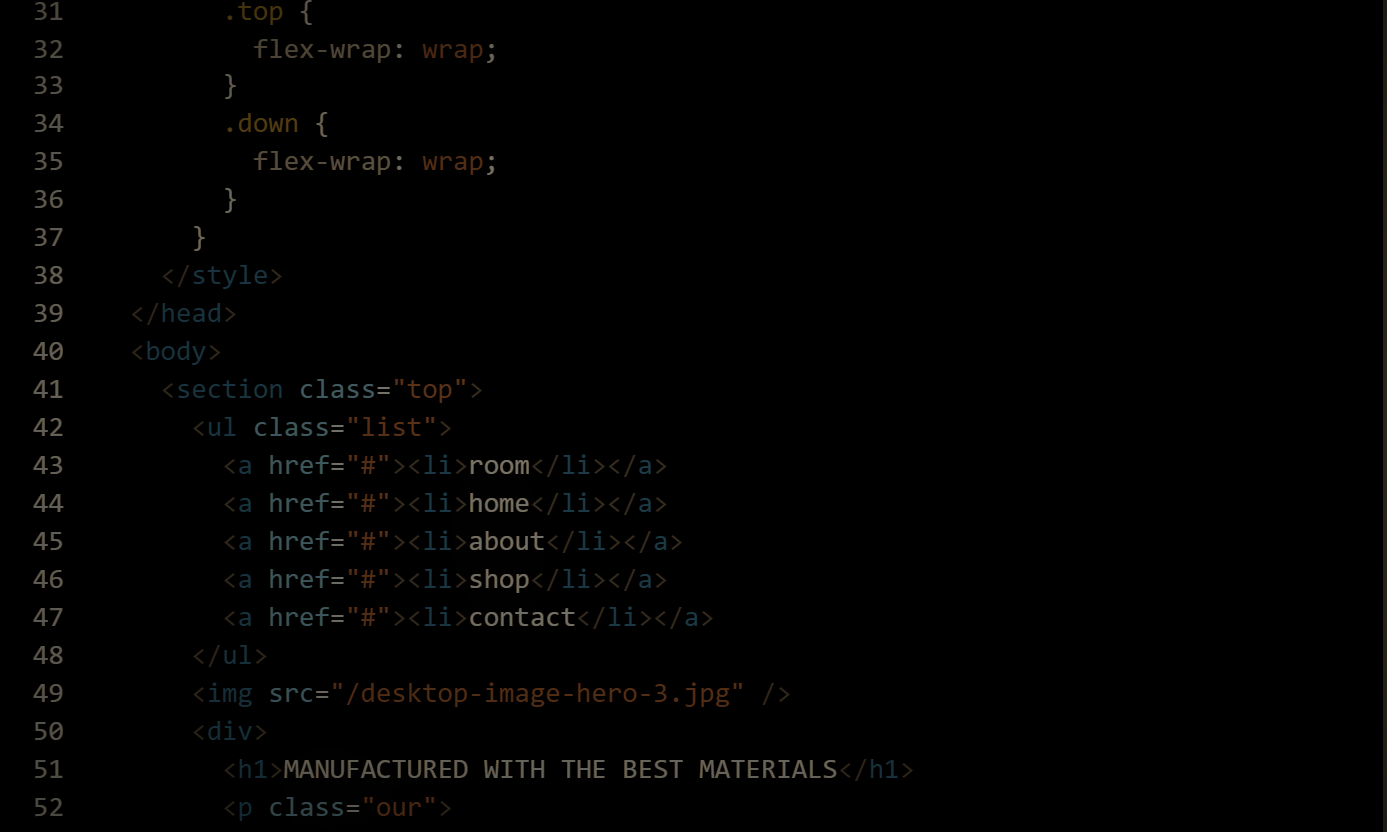 31 .top {
32 flex-wrap: wrap;
33 }
34 .down {
35 flex-wrap: wrap;
36 }
37 }
38 </style>
39 </head>
40 <body>
41 <section class="top">
42 <ul class="list">
43 <a href="#"><li>room</li></a>
44 <a href="#"><li>home</li></a>
45 <a href="#"><li>about</li></a>
46 <a href="#"><li>shop</li></a>
47 <a href="#"><li>contact</li></a>
48 </ul>
49 <img src="/desktop-image-hero-3.jpg" />
50 <div>
51 <h1>MANUFACTURED WITH THE BEST MATERIALS</h1>
52 <p class="our">